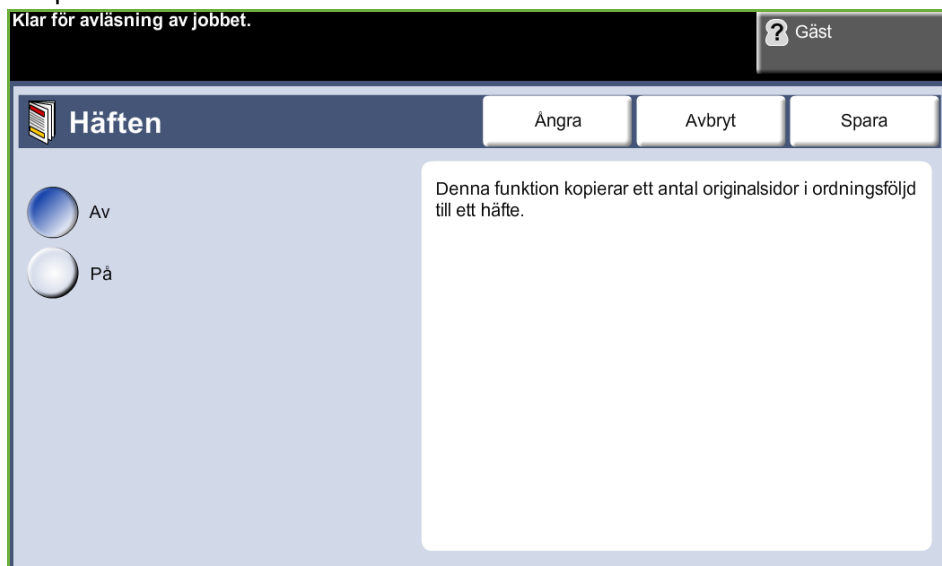 Klar för avläsning av jobbet.
? Gäst
Häften
Ångra
Avbryt
Spara
Av
På
Denna funktion kopierar ett antal originalsidor i ordningsföljd
till ett häfte.